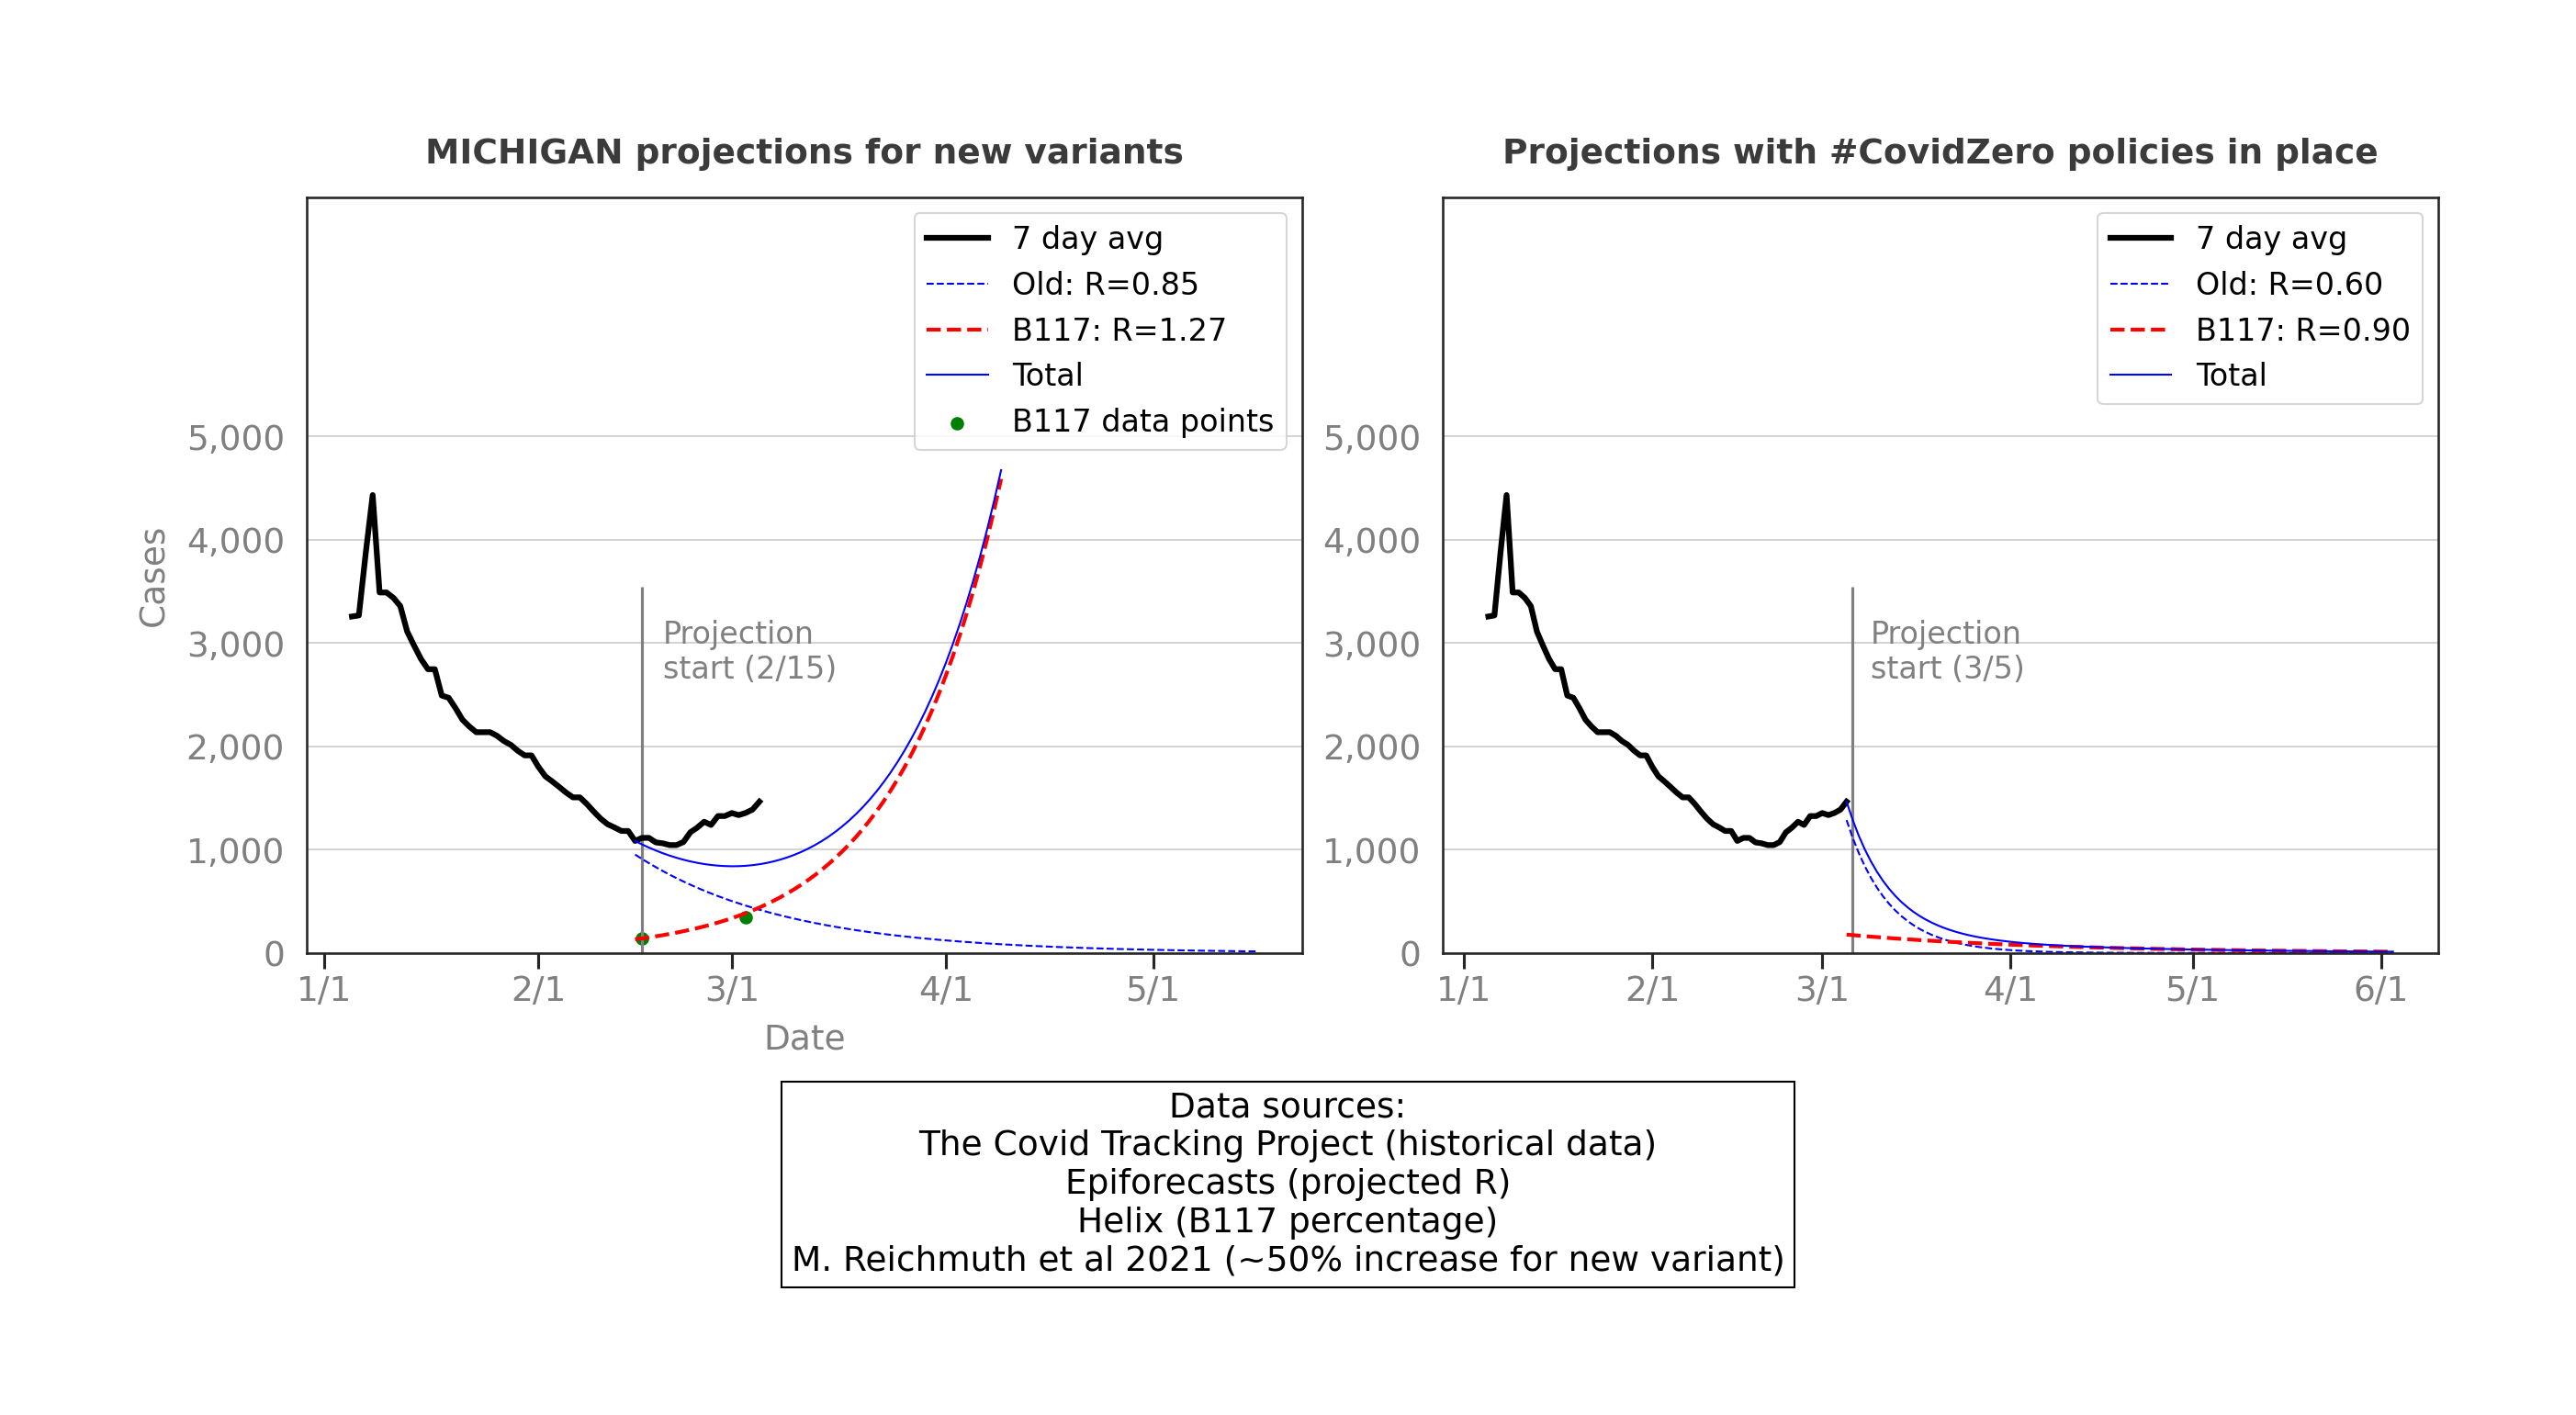 MICHIGAN projections for new variants
7 day avg
Old: R=0.85
B117: R=1.27
Total
B117 data points
Cases
5,000
4,000
3,000
2,000
1,000
0
Projection
start (2/15)
1/1
2/1
3/1
4/1
5/1
Date
Projections with #CovidZero policies in place
7 day avg
Old: R=0.60
B117: R=0.90
Total
5,000
4,000
3,000
2,000
1,000
0
Projection
start (3/5)
1/1
2/1
3/1
4/1
5/1
6/1
Data sources:
The Covid Tracking Project (historical data)
Epiforecasts (projected R)
Helix (B117 percentage)
M. Reichmuth et al 2021 (~50% increase for new variant)